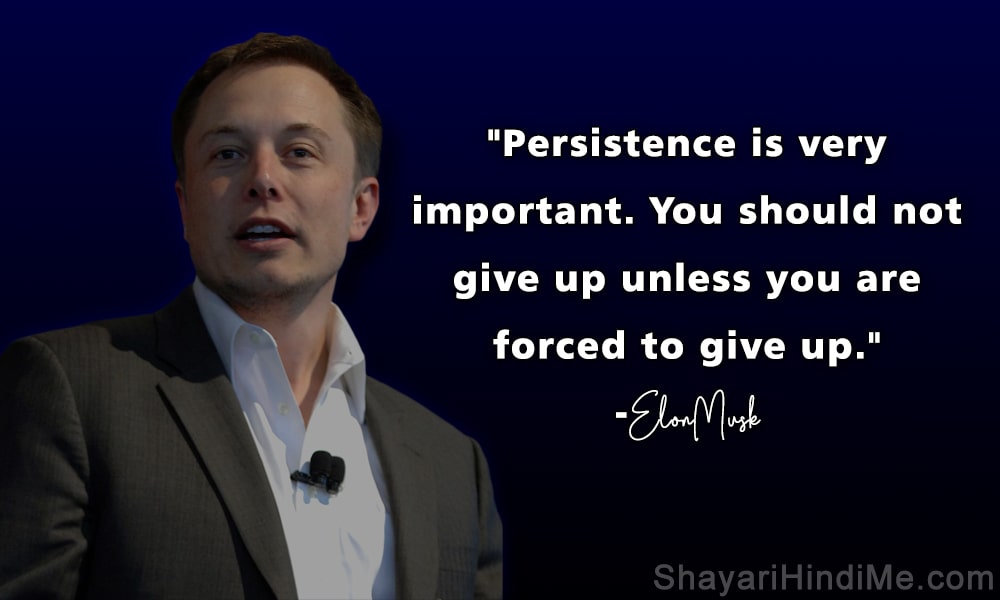 "Persistence is very
important. You should not
give up unless you are
forced to give up."
-ElonMusk
ShayariHindiMe.com